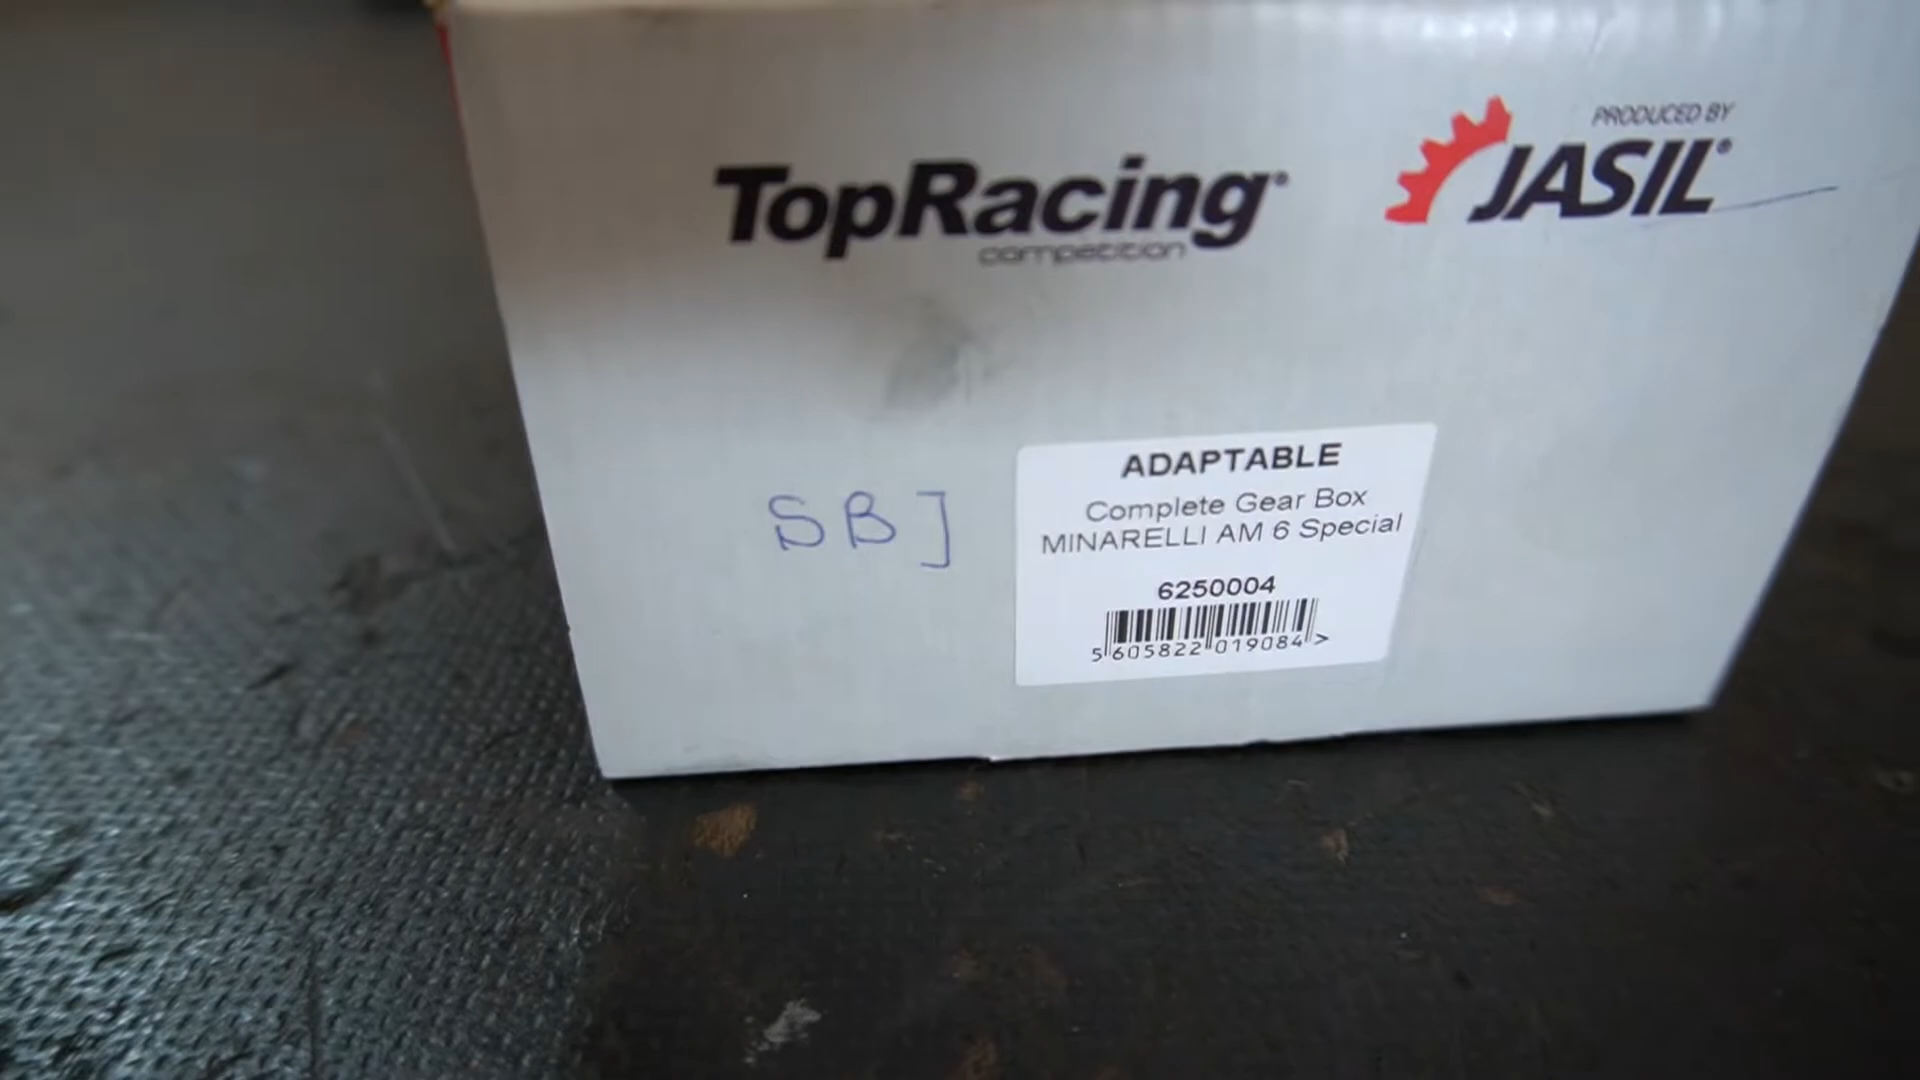 TopRacing®
competition
PRODUCED BY
JASIL®
SBJ
ADAPTABLE
Complete Gear Box
MINARELLI AM 6 Special
6250004
5 605822 019084 >